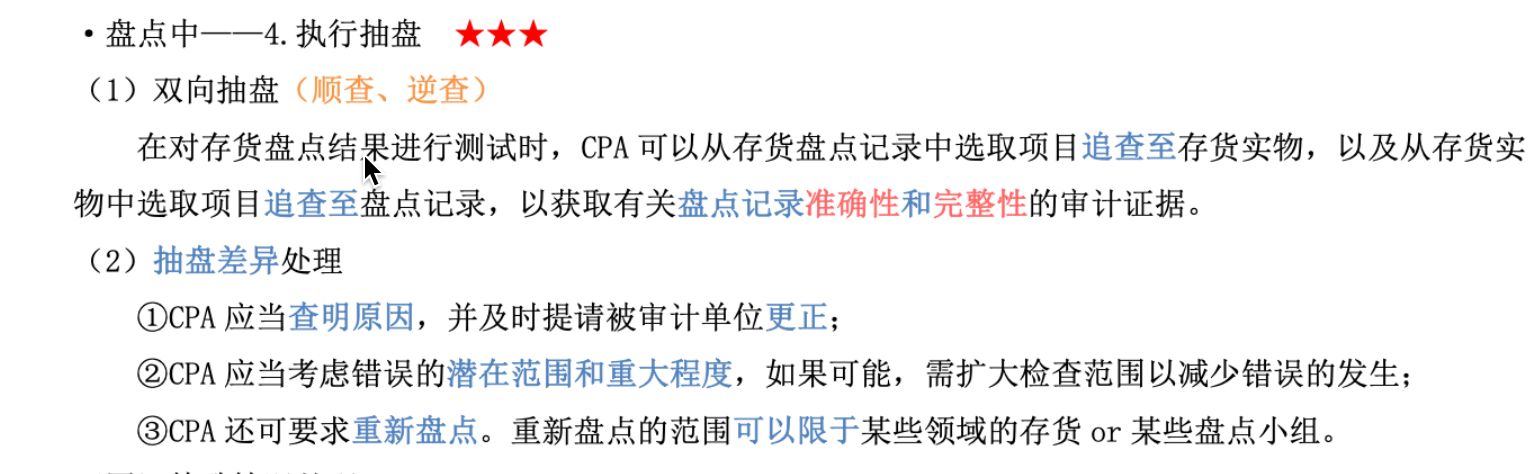 •盘点中——4.执行抽盘 ★★★
（1）双向抽盘（顺查、逆查）
在对存货盘点结果进行测试时，CPA 可以从存货盘点记录中选取项目追查至存货实物，以及从存货实
物中选取项目追查至盘点记录，以获取有关盘点记录准确性和完整性的审计证据。
（2）抽盘差异处理
①CPA 应当查明原因，并及时提请被审计单位更正；
②CPA 应当考虑错误的潜在范围和重大程度，如果可能，需扩大检查范围以减少错误的发生；
③CPA 还可要求重新盘点。重新盘点的范围可以限于某些领域的存货 or 某些盘点小组。